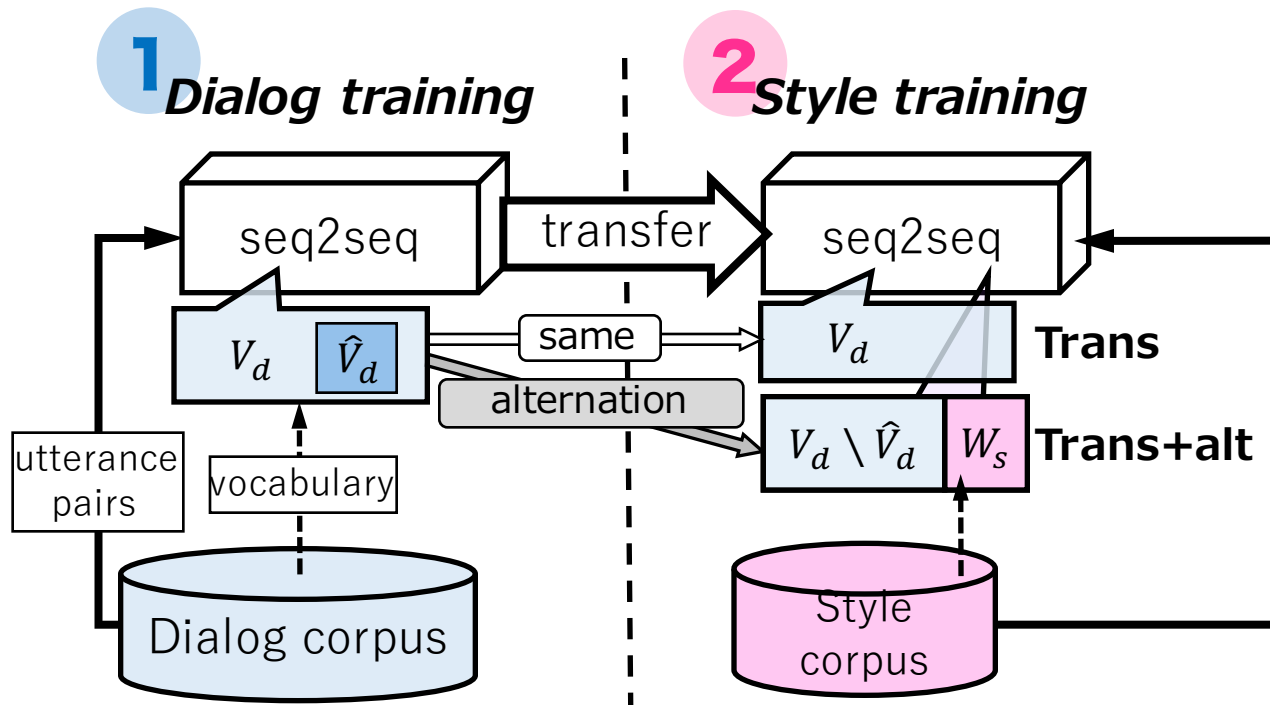 1
Dialog training
2
Style training
seq2seq
transfer
seq2seq
V_d
V̂_d
same
V_d
Trans
alternation
V_d \ V̂_d
W_s
Trans+alt
utterance
pairs
vocabulary
Dialog corpus
Style
corpus